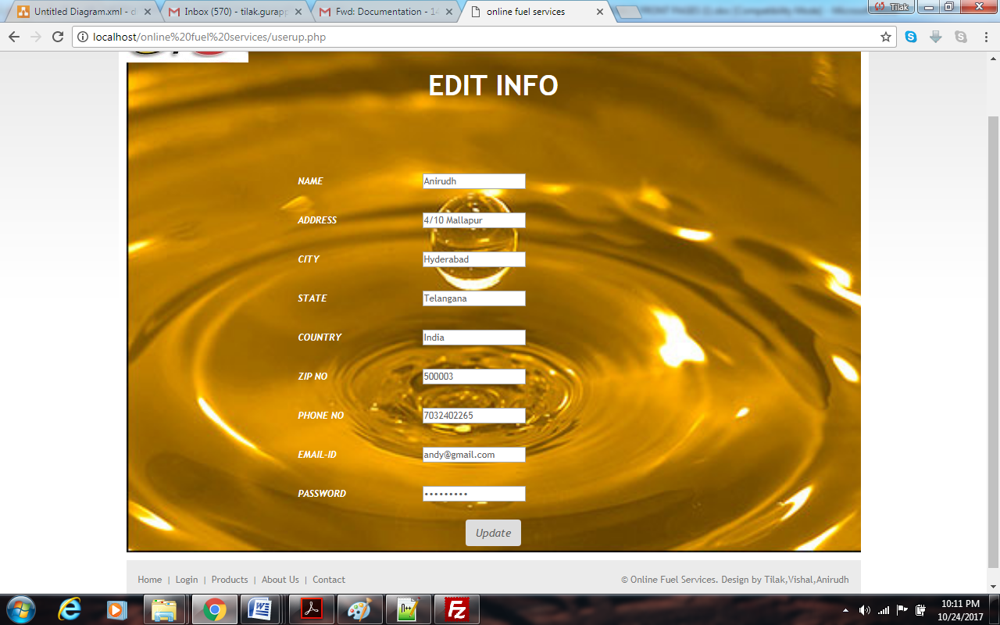 Untitled Diagram.xml - d
Inbox (570) - tilak.gurapp
Fwd: Documentation - 14
online fuel services
Tilak
localhost/online%20fuel%20services/userup.php
EDIT INFO
NAME Anirudh
ADDRESS 4/10 Mallapur
CITY Hyderabad
STATE Telangana
COUNTRY India
ZIP NO 500003
PHONE NO 7032402265
EMAIL-ID andy@gmail.com
PASSWORD •••••••••
Update
Home | Login | Products | About Us | Contact
© Online Fuel Services. Design by Tilak,Vishal,Anirudh
10:11 PM
10/24/2017